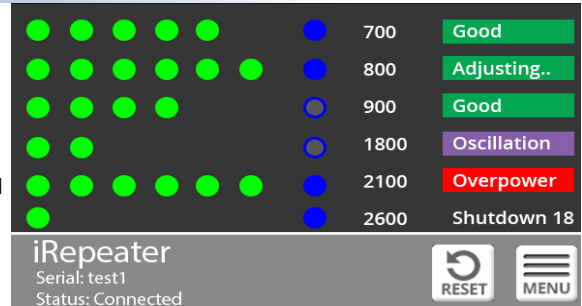 700 Good
800 Adjusting..
900 Good
1800 Oscillation
2100 Overpower
2600 Shutdown 18
iRepeater
Serial: test1
Status: Connected
RESET
MENU